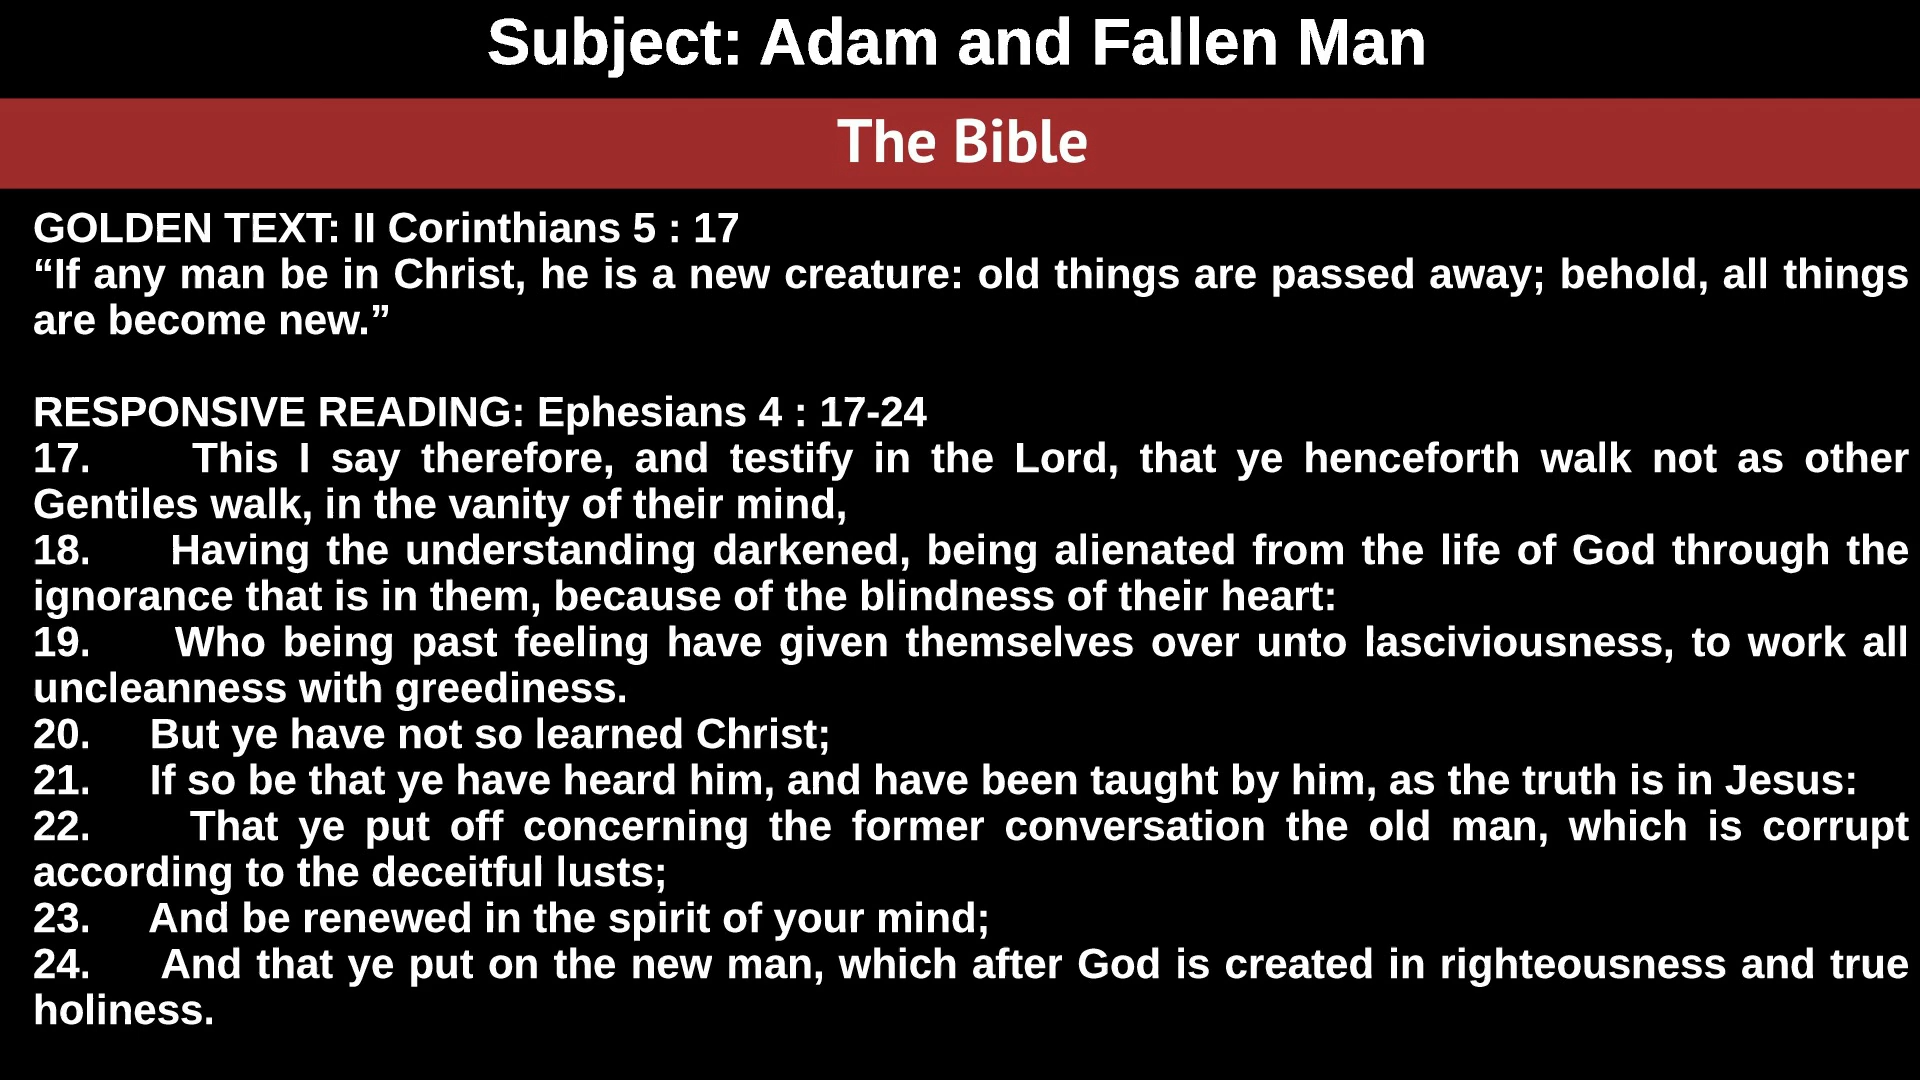 Subject: Adam and Fallen Man
The Bible
GOLDEN TEXT: II Corinthians 5 : 17
“If any man be in Christ, he is a new creature: old things are passed away; behold, all things
are become new.”
RESPONSIVE READING: Ephesians 4 : 17-24
17. This I say therefore, and testify in the Lord, that ye henceforth walk not as other
Gentiles walk, in the vanity of their mind,
18. Having the understanding darkened, being alienated from the life of God through the
ignorance that is in them, because of the blindness of their heart:
19. Who being past feeling have given themselves over unto lasciviousness, to work all
uncleanness with greediness.
20. But ye have not so learned Christ;
21. If so be that ye have heard him, and have been taught by him, as the truth is in Jesus:
22. That ye put off concerning the former conversation the old man, which is corrupt
according to the deceitful lusts;
23. And be renewed in the spirit of your mind;
24. And that ye put on the new man, which after God is created in righteousness and true
holiness.